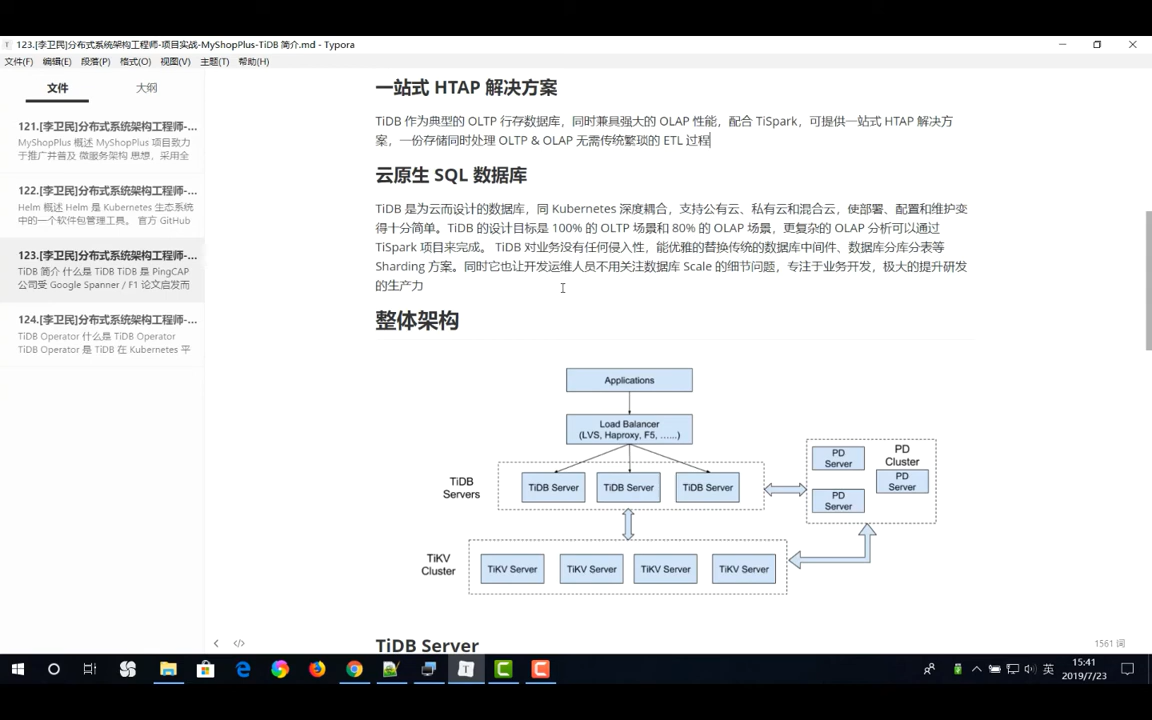 123.[李卫民]分布式系统架构工程师-项目实战-MyShopPlus-TiDB 简介.md - Typora
文件(F) 编辑(E) 段落(P) 格式(O) 视图(V) 主题(T) 帮助(H)
文件 大纲
121.[李卫民]分布式系统架构工程师-...
MyShopPlus 概述 MyShopPlus 项目致力
于推广并普及 微服务架构 思想，采用全
122.[李卫民]分布式系统架构工程师-...
Helm 概述 Helm 是 Kubernetes 生态系统
中的一个软件包管理工具。 官方 GitHub
123.[李卫民]分布式系统架构工程师-...
TiDB 简介 什么是 TiDB TiDB 是 PingCAP
公司受 Google Spanner / F1 论文启发而
124.[李卫民]分布式系统架构工程师-...
TiDB Operator 什么是 TiDB Operator
TiDB Operator 是 TiDB 在 Kubernetes 平
一站式 HTAP 解决方案
TiDB 作为典型的 OLTP 行存数据库，同时兼具强大的 OLAP 性能，配合 TiSpark，可提供一站式 HTAP 解决方
案，一份存储同时处理 OLTP & OLAP 无需传统繁琐的 ETL 过程
云原生 SQL 数据库
TiDB 是为云而设计的数据库，同 Kubernetes 深度耦合，支持公有云、私有云和混合云，使部署、配置和维护变
得十分简单。TiDB 的设计目标是 100% 的 OLTP 场景和 80% 的 OLAP 场景，更复杂的 OLAP 分析可以通过
TiSpark 项目来完成。 TiDB 对业务没有任何侵入性，能优雅的替换传统的数据库中间件、数据库分库分表等
Sharding 方案。同时它也让开发运维人员不用关注数据库 Scale 的细节问题，专注于业务开发，极大的提升研发
的生产力
整体架构
Applications
Load Balancer
(LVS, Haproxy, F5, ......)
TiDB
Servers
TiDB Server TiDB Server TiDB Server
PD
Cluster
PD
Server
PD
Server
PD
Server
TiKV
Cluster
TiKV Server TiKV Server TiKV Server TiKV Server
TiDB Server
1561 词
英
15:41
2019/7/23